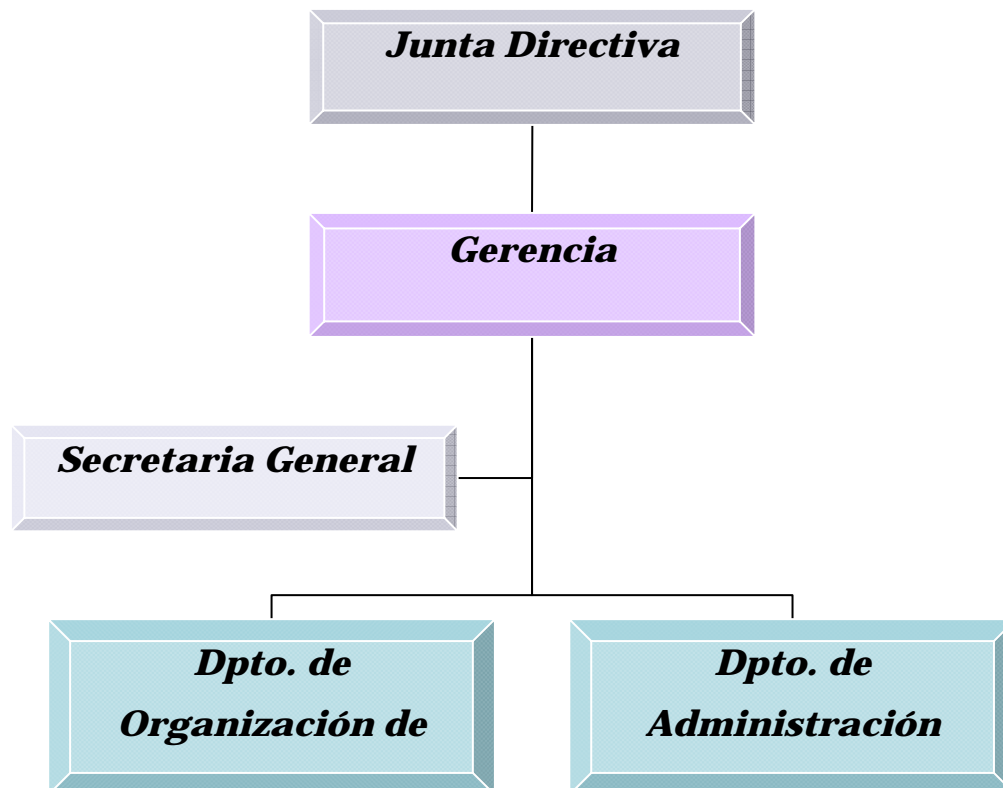 Junta Directiva
Gerencia
Secretaria General
Dpto. de
Organización de
Dpto. de
Administración